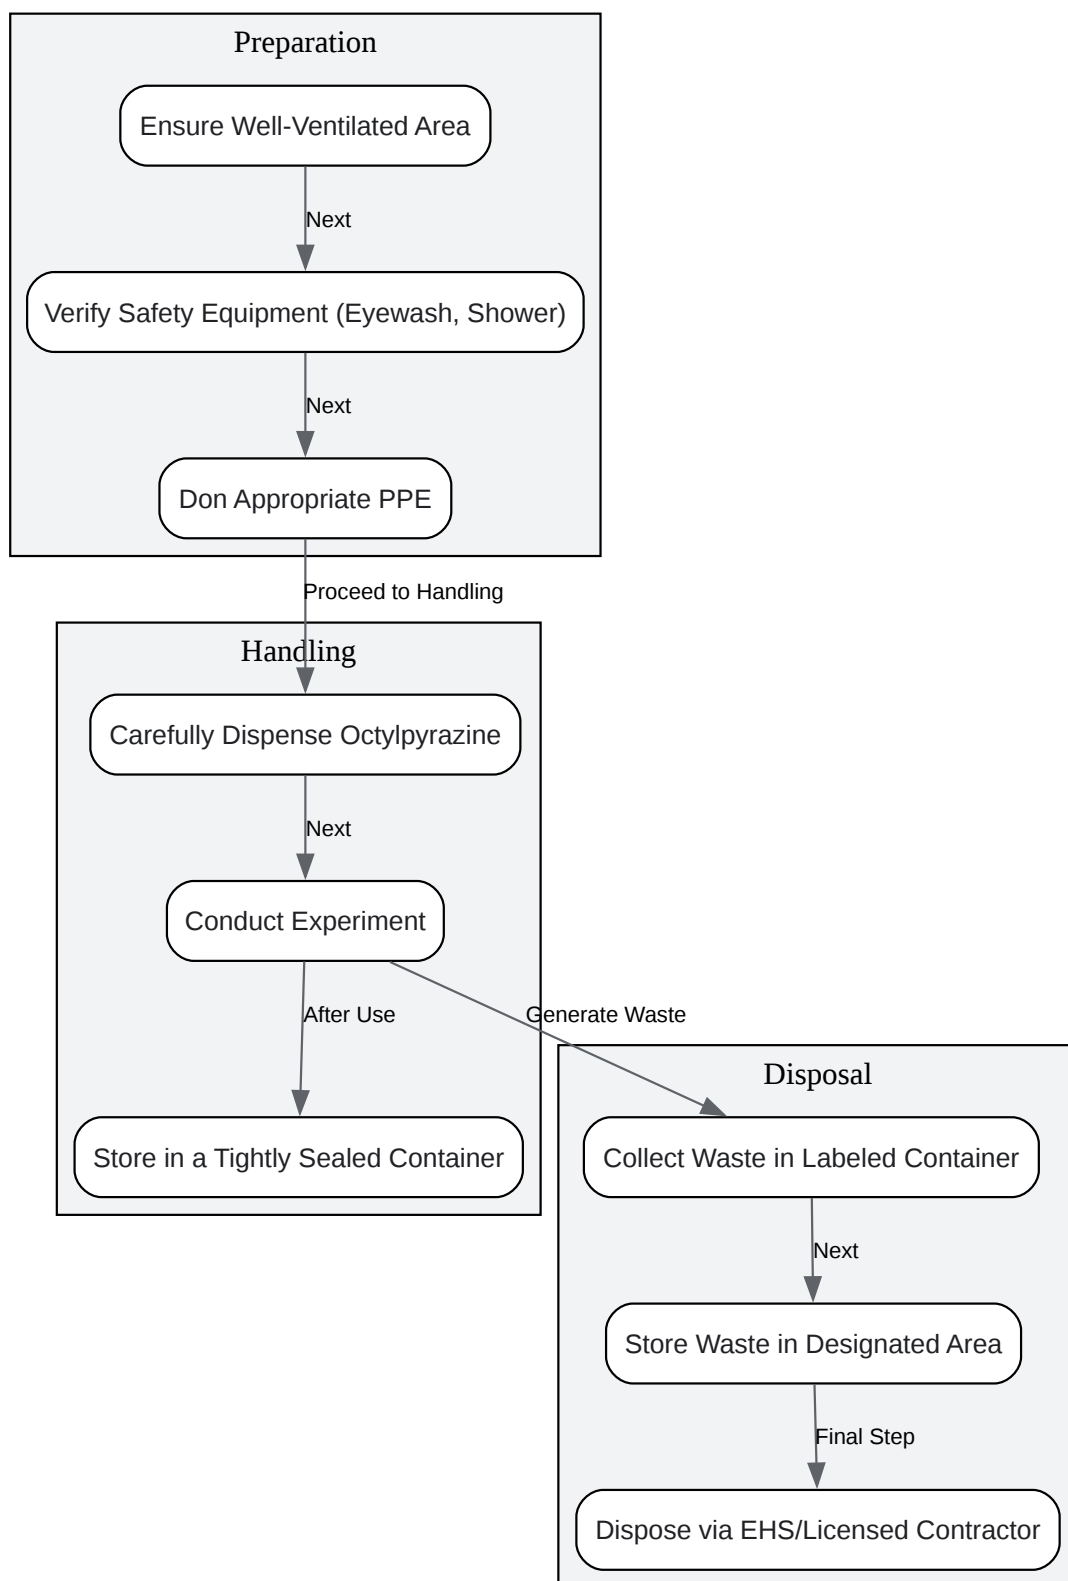 Preparation
Ensure Well-Ventilated Area
Next
Verify Safety Equipment (Eyewash, Shower)
Next
Don Appropriate PPE
Proceed to Handling
Handling
Carefully Dispense Octylpyrazine
Next
Conduct Experiment
After Use
Generate Waste
Store in a Tightly Sealed Container
Disposal
Collect Waste in Labeled Container
Next
Store Waste in Designated Area
Final Step
Dispose via EHS/Licensed Contractor